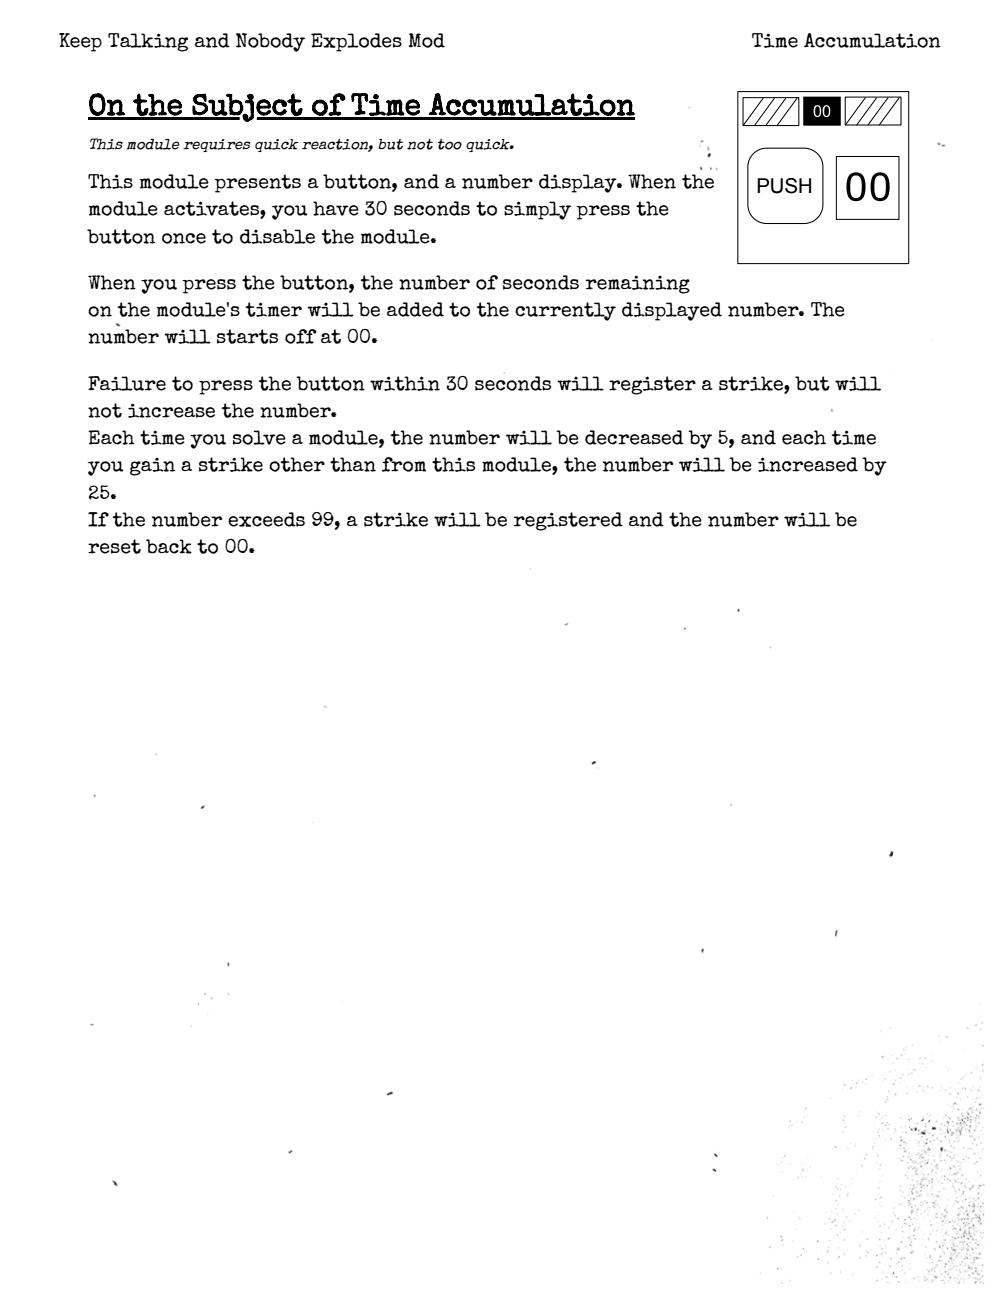 Keep Talking and Nobody Explodes Mod
Time Accumulation
On the Subject of Time Accumulation
00
This module requires quick reaction, but not too quick.
PUSH
00
This module presents a button, and a number display. When the
module activates, you have 30 seconds to simply press the
button once to disable the module.
When you press the button, the number of seconds remaining
on the module's timer will be added to the currently displayed number. The
number will starts off at 00.
Failure to press the button within 30 seconds will register a strike, but will
not increase the number.
Each time you solve a module, the number will be decreased by 5, and each time
you gain a strike other than from this module, the number will be increased by
25.
If the number exceeds 99, a strike will be registered and the number will be
reset back to 00.